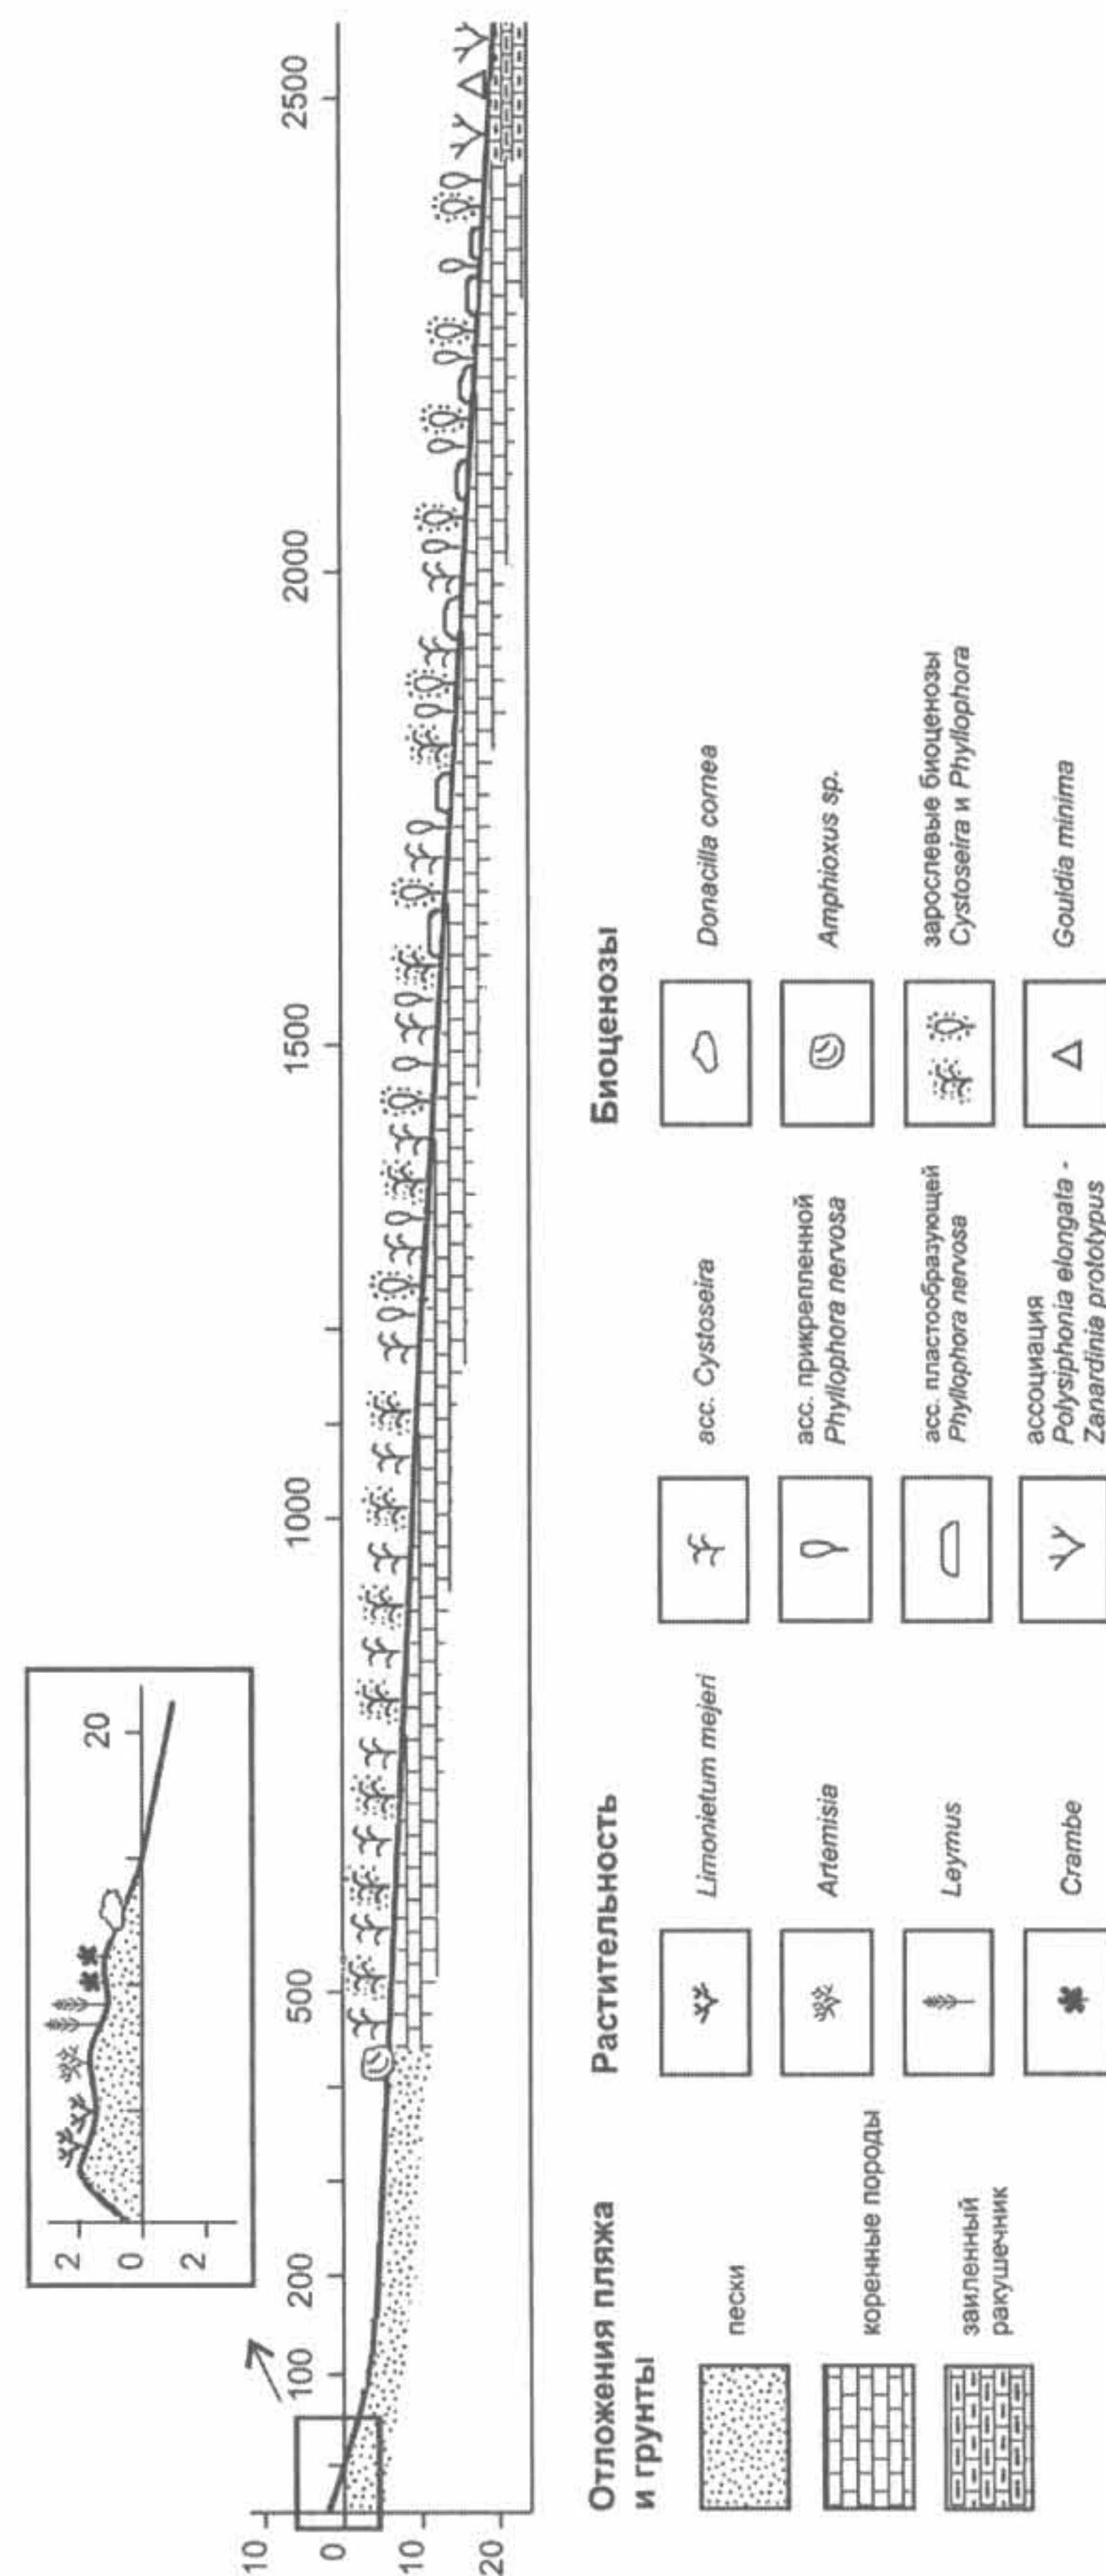 2
0
2
20
10
0
10
20
100
200
500
1000
1500
2000
2500
Отложения пляжа
и грунты
пески
коренные породы
заиленный
ракушечник
Растительность
Limonietum mejeri
Artemisia
Leymus
Crambe
асс. Cystoseira
асс. прикрепленной
Phyllophora nervosa
асс. пластообразующей
Phyllophora nervosa
ассоциация
Polysiphonia elongata -
Zanardinia prototypus
Биоценозы
Donacilla cornea
Amphioxus sp.
зарослевые биоценозы
Cystoseira и Phyllophora
Gouldia minima